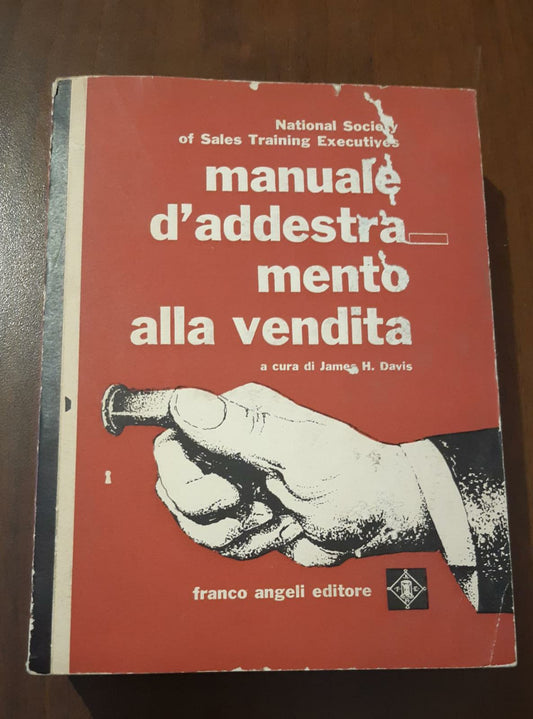 National Society
of Sales Training Executives
manuale
d'addestra_
mento
alla vendita
a cura di James H. Davis
franco angeli editore
F E